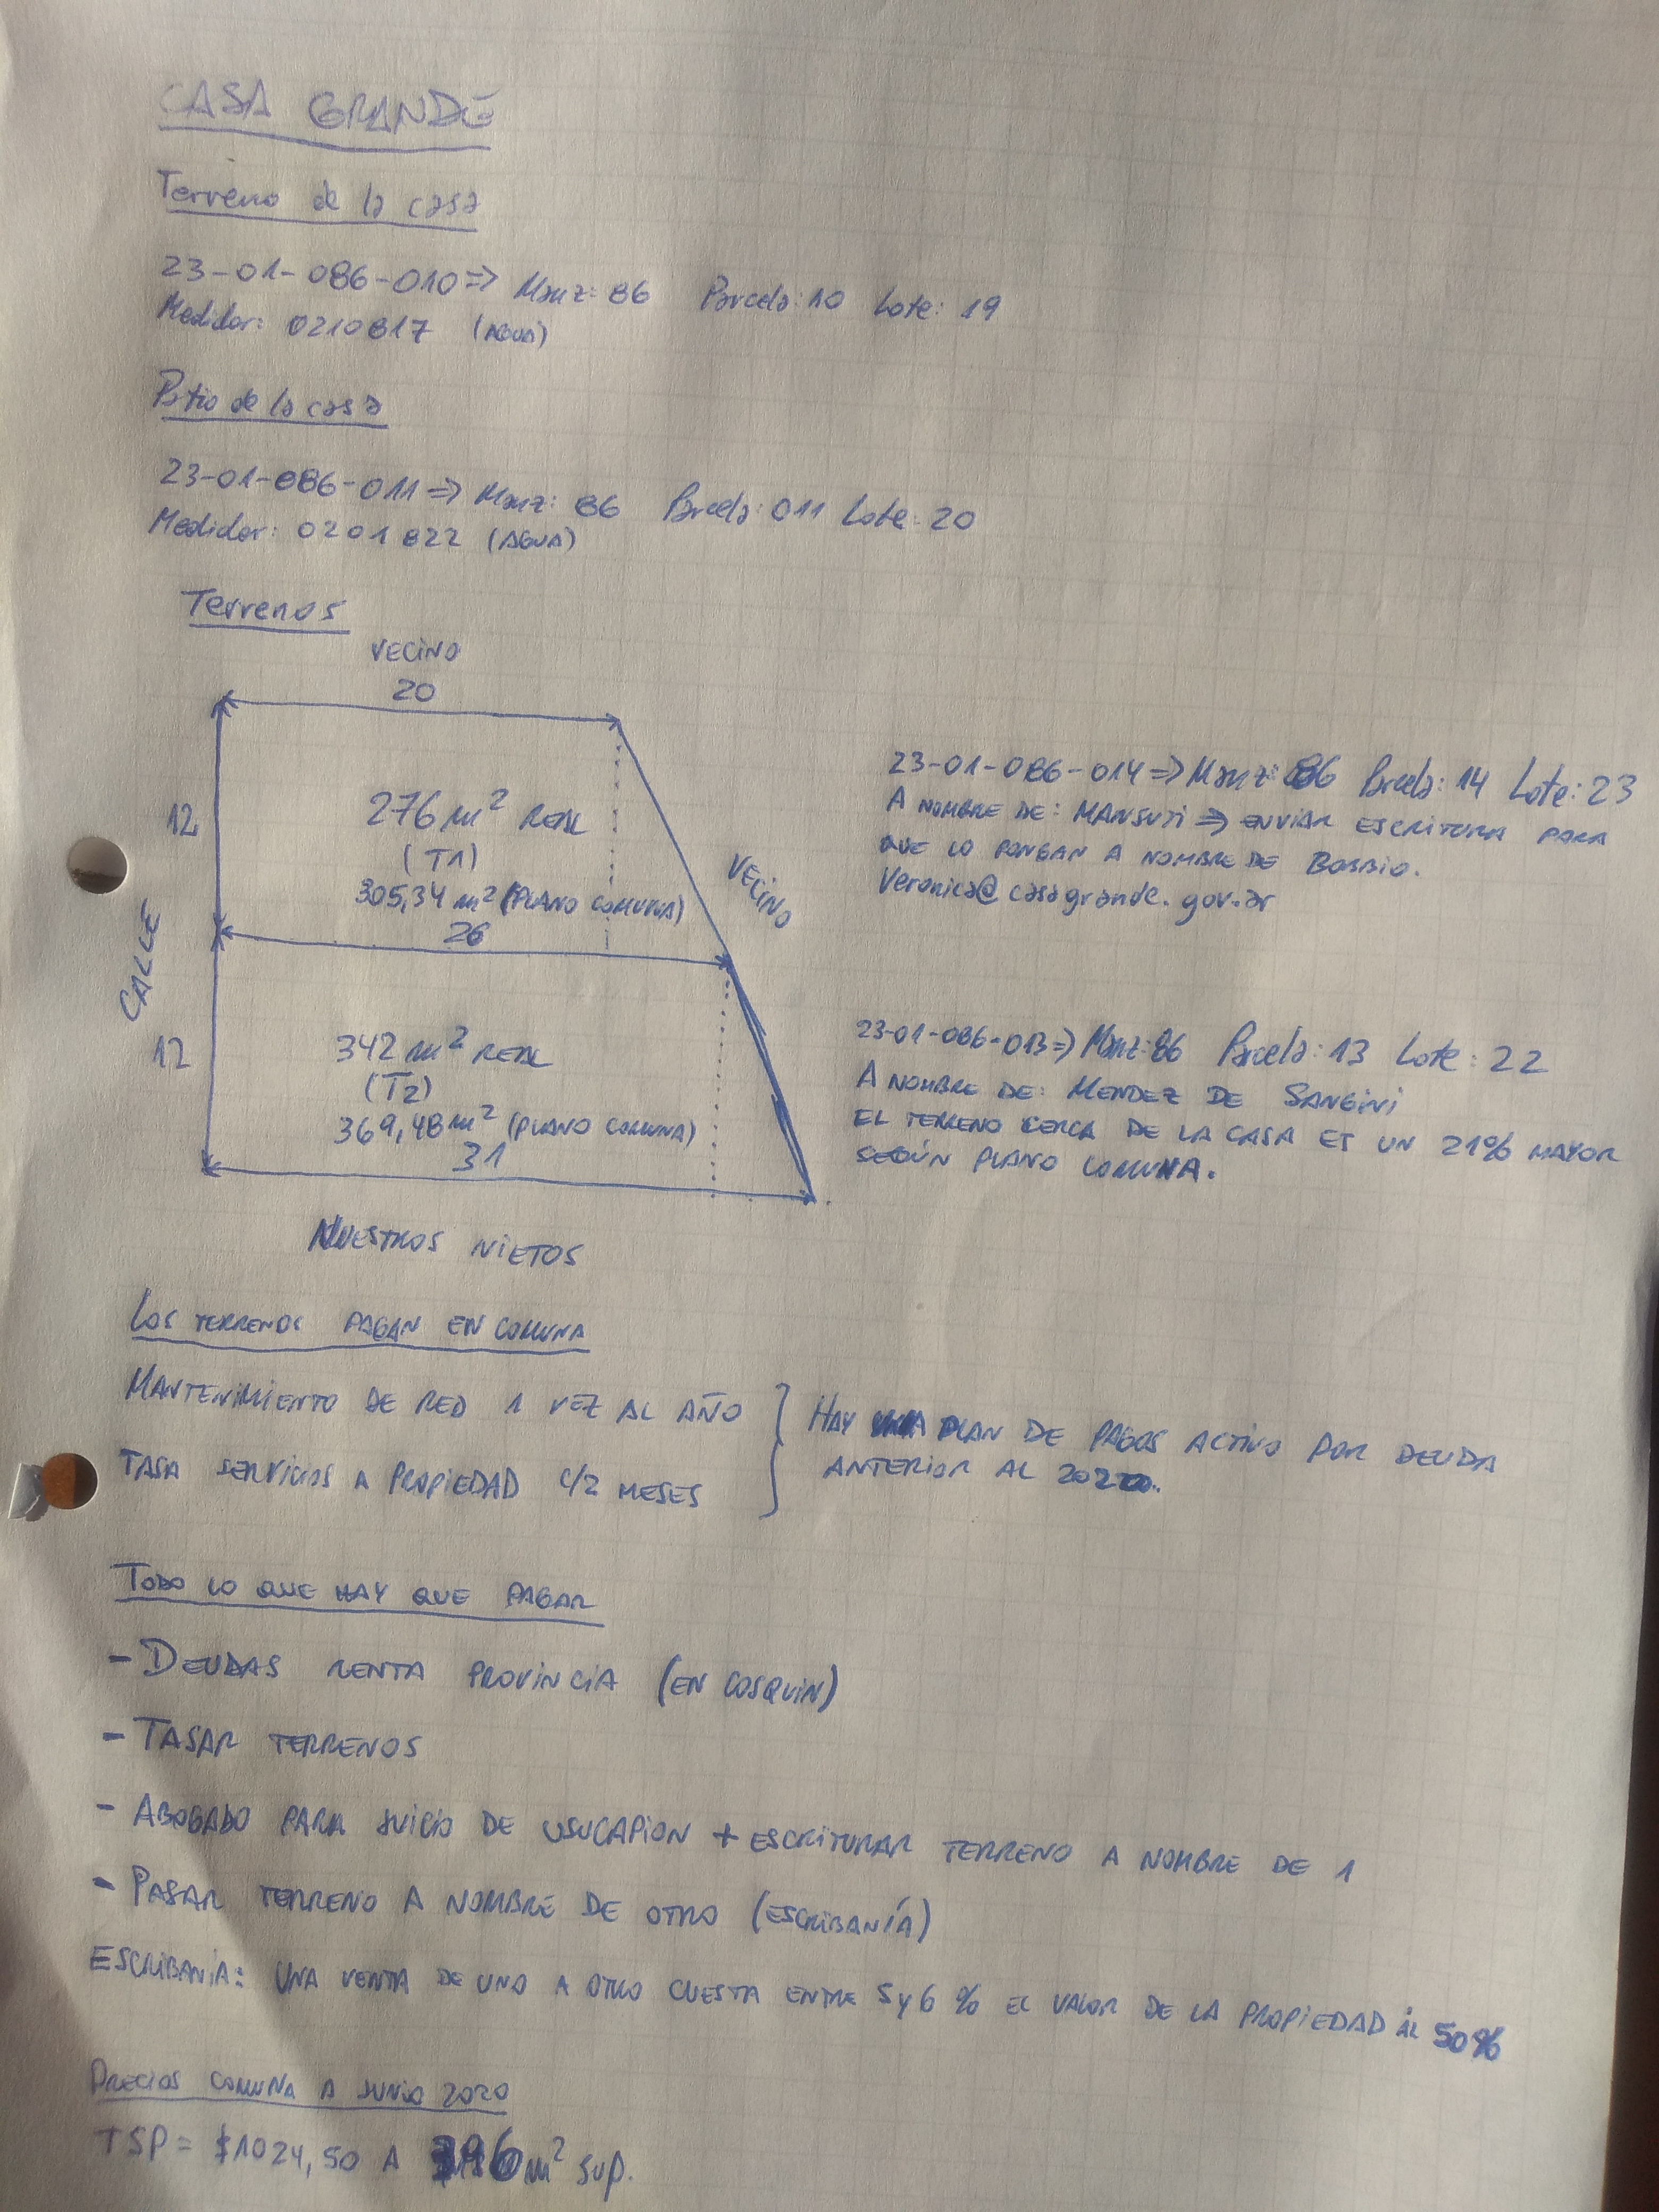 CASA GRANDE
Terreno de la casa
23-01-086-010 => Manz: 86 Parcela: 10 Lote: 19
Medidor: 0210817 (AGUA)
Patio de la casa
23-01-086-011 => Manz: 86 Parcela: 011 Lote: 20
Medidor: 0201822 (AGUA)
Terrenos
VECINO
20
12
276 m² REAL
(T1)
305,34 m² (PLANO COMUNA)
VECINO
23-01-086-014 => Manz: 86 Parcela: 14 Lote: 23
A NOMBRE DE: MANSUTI => ENVIAR ESCRITURA PARA
QUE LO PONGAN A NOMBRE DE BOBBIO.
Veronica@casagrande.gov.ar
CALLE
26
12
342 m² REAL
(T2)
369,48 m² (PLANO COMUNA)
31
23-01-086-013 => Manz: 86 Parcela: 13 Lote: 22
A NOMBRE DE: MENDEZ DE SANGINI
EL TERRENO CERCA DE LA CASA ES UN 21% MAYOR
SEGÚN PLANO COMUNA.
NUESTROS NIETOS
LOS TERRENOS PAGAN EN COMUNA
MANTENIMIENTO DE RED 1 VEZ AL AÑO
TASA SERVICIOS A PROPIEDAD C/2 MESES
HAY PLAN DE PAGOS ACTIVO POR DEUDA
ANTERIOR AL 2020.
TODO LO QUE HAY QUE PAGAR
- DEUDAS RENTA PROVINCIA (EN COSQUIN)
- TASAR TERRENOS
- ABOGADO PARA JUICIO DE USUCAPION + ESCRITURAR TERRENO A NOMBRE DE 1
- PASAR TERRENO A NOMBRE DE OTRO (ESCRIBANÍA)
ESCRIBANIA: UNA VENTA DE UNO A OTRO CUESTA ENTRE 5 y 6 % EL VALOR DE LA PROPIEDAD AL 50%
PRECIOS COMUNA A JUNIO 2020
TSP = $1024,50 A m² SUP.